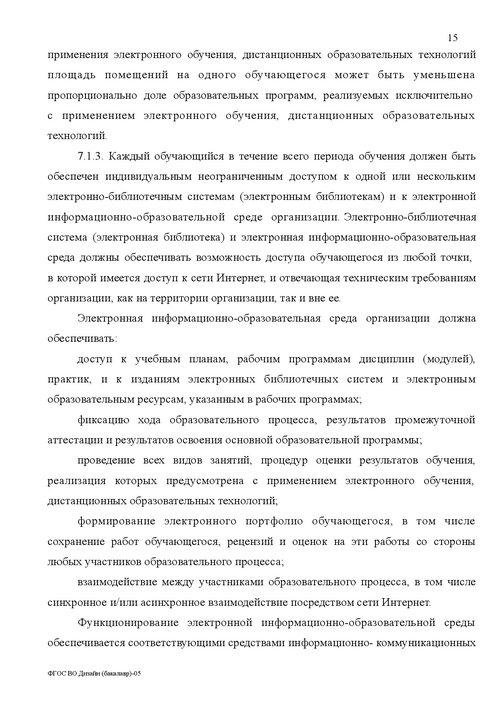 15
применения электронного обучения, дистанционных образовательных технологий
площадь помещений на одного обучающегося может быть уменьшена
пропорционально доле образовательных программ, реализуемых исключительно
с применением электронного обучения, дистанционных образовательных
технологий.
7.1.3. Каждый обучающийся в течение всего периода обучения должен быть
обеспечен индивидуальным неограниченным доступом к одной или нескольким
электронно-библиотечным системам (электронным библиотекам) и к электронной
информационно-образовательной среде организации. Электронно-библиотечная
система (электронная библиотека) и электронная информационно-образовательная
среда должны обеспечивать возможность доступа обучающегося из любой точки,
в которой имеется доступ к сети Интернет, и отвечающая техническим требованиям
организации, как на территории организации, так и вне ее.
Электронная информационно-образовательная среда организации должна
обеспечивать:
доступ к учебным планам, рабочим программам дисциплин (модулей),
практик, и к изданиям электронных библиотечных систем и электронным
образовательным ресурсам, указанным в рабочих программах;
фиксацию хода образовательного процесса, результатов промежуточной
аттестации и результатов освоения основной образовательной программы;
проведение всех видов занятий, процедур оценки результатов обучения,
реализация которых предусмотрена с применением электронного обучения,
дистанционных образовательных технологий;
формирование электронного портфолио обучающегося, в том числе
сохранение работ обучающегося, рецензий и оценок на эти работы со стороны
любых участников образовательного процесса;
взаимодействие между участниками образовательного процесса, в том числе
синхронное и/или асинхронное взаимодействие посредством сети Интернет.
Функционирование электронной информационно-образовательной среды
обеспечивается соответствующими средствами информационно- коммуникационных
ФГОС ВО Дизайн (бакалавр)-05